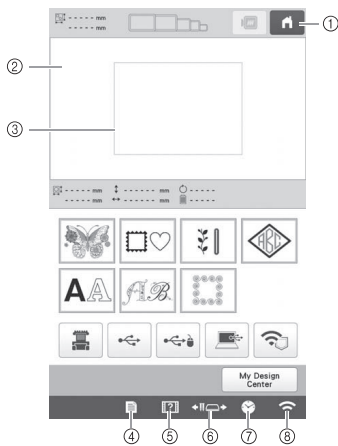 ------ mm
------ mm
①
②
③
------ mm ↕ ------ mm ------
------ mm ↔ ------ mm ------
ABC
AA AB
?
My Design
Center
④ ⑤ ⑥ ⑦ ⑧